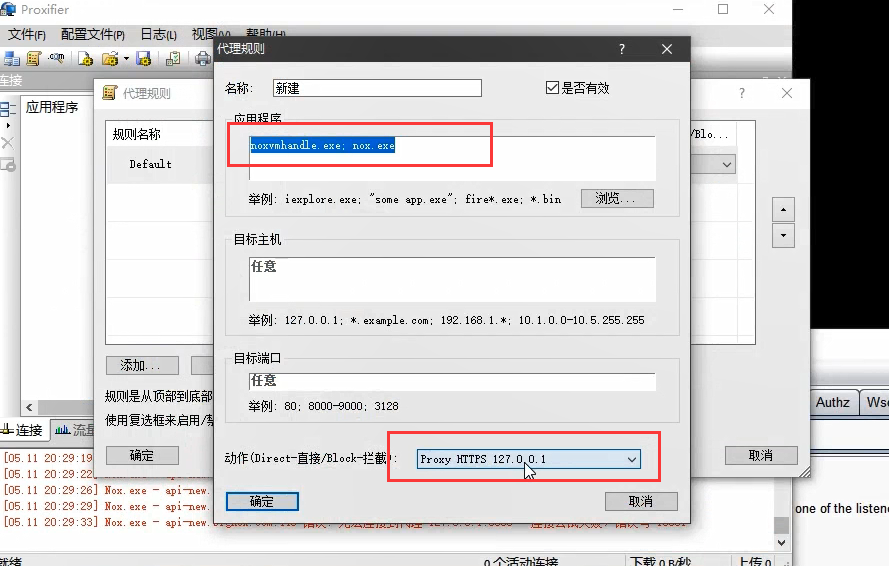 Proxifier
文件(F) 配置文件(P) 日志(L) 视图 帮助(H)
连接
应用程序
代理规则
规则名称
Default
/Blo...
添加...
规则是从顶部到底部
使用复选框来启用/
确定
取消
代理规则
名称: 新建
是否有效
应用程序
noxvmhandle.exe; nox.exe
举例: iexplore.exe; "some app.exe"; fire*.exe; *.bin
浏览...
目标主机
任意
举例: 127.0.0.1; *.example.com; 192.168.1.*; 10.1.0.0-10.5.255.255
目标端口
任意
举例: 80; 8000-9000; 3128
动作(Direct-直接/Block-拦截):
Proxy HTTPS 127.0.0.1
确定
取消
连接 流量
[05.11 20:29:19
[05.11 20:29:22
[05.11 20:29:26] Nox.exe - api-new.
[05.11 20:29:29] Nox.exe - api-new.
[05.11 20:29:33] Nox.exe - api-new.
就绪
0 个活动连接
下载 0 B/秒
上传 0
Authz
Wse
one of the listene